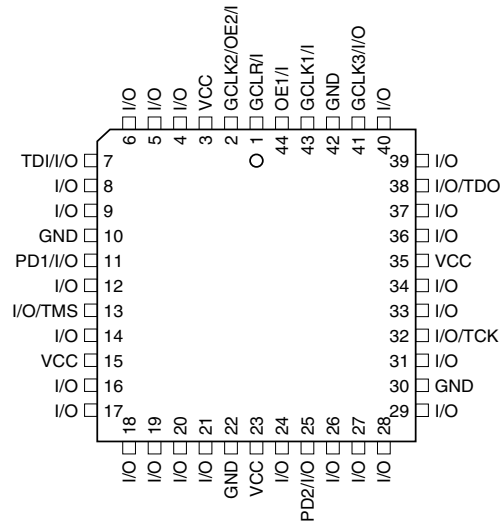 I/O
I/O
I/O
VCC
GCLK2/OE2/I
GCLR/I
OE1/I
GCLK1/I
GND
GCLK3/I/O
I/O
6
5
4
3
2
1
44
43
42
41
40
TDI/I/O 7
I/O 8
I/O 9
GND 10
PD1/I/O 11
I/O 12
I/O/TMS 13
I/O 14
VCC 15
I/O 16
I/O 17
39 I/O
38 I/O/TDO
37 I/O
36 I/O
35 VCC
34 I/O
33 I/O
32 I/O/TCK
31 I/O
30 GND
29 I/O
18
19
20
21
22
23
24
25
26
27
28
I/O
I/O
I/O
I/O
GND
VCC
I/O
PD2/I/O
I/O
I/O
I/O